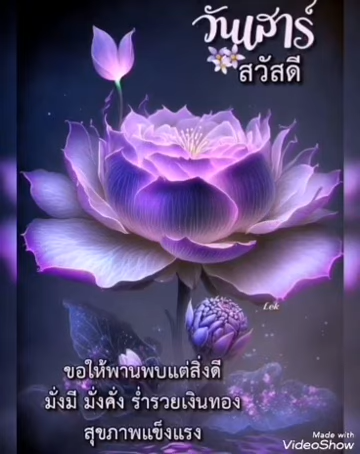 วันเสาร์
สวัสดี
Lek
ขอให้พานพบแต่สิ่งดี
มั่งมี มั่งคั่ง ร่ำรวยเงินทอง
สุขภาพแข็งแรง
Made with
VideoShow